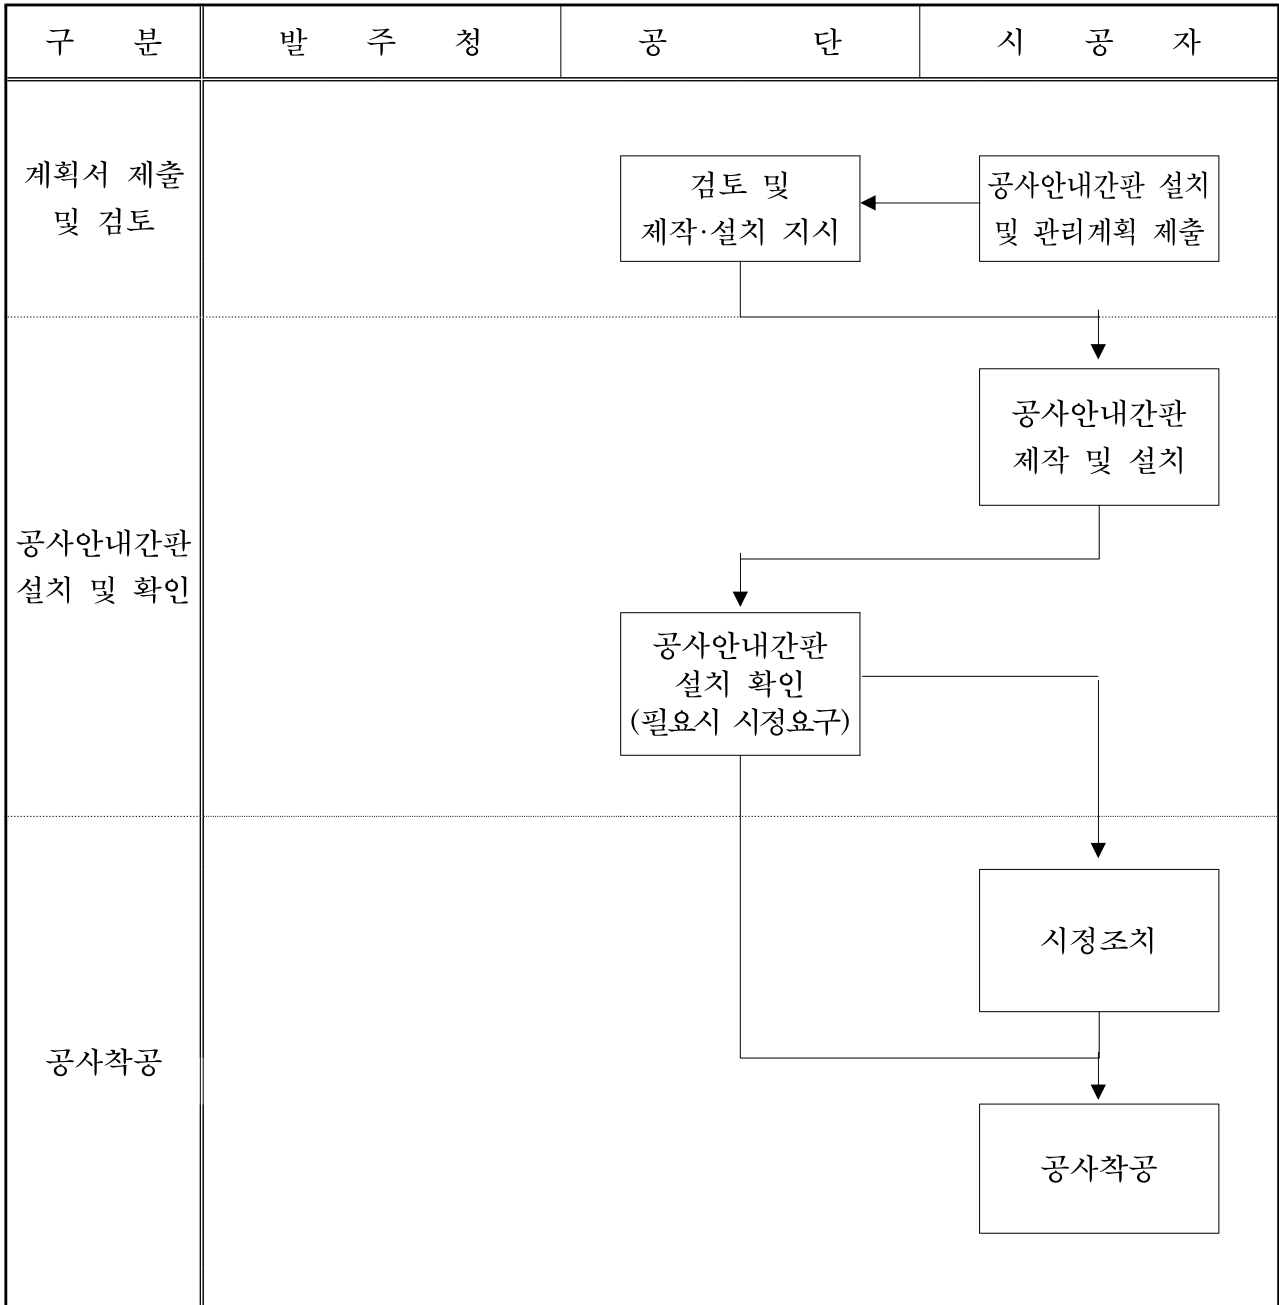 구 분
발 주 청
공 단
시 공 자
계획서 제출
및 검토
검토 및
제작·설치 지시
공사안내간판 설치
및 관리계획 제출
공사안내간판
제작 및 설치
공사안내간판
설치 및 확인
공사안내간판
설치 확인
(필요시 시정요구)
시정조치
공사착공
공사착공